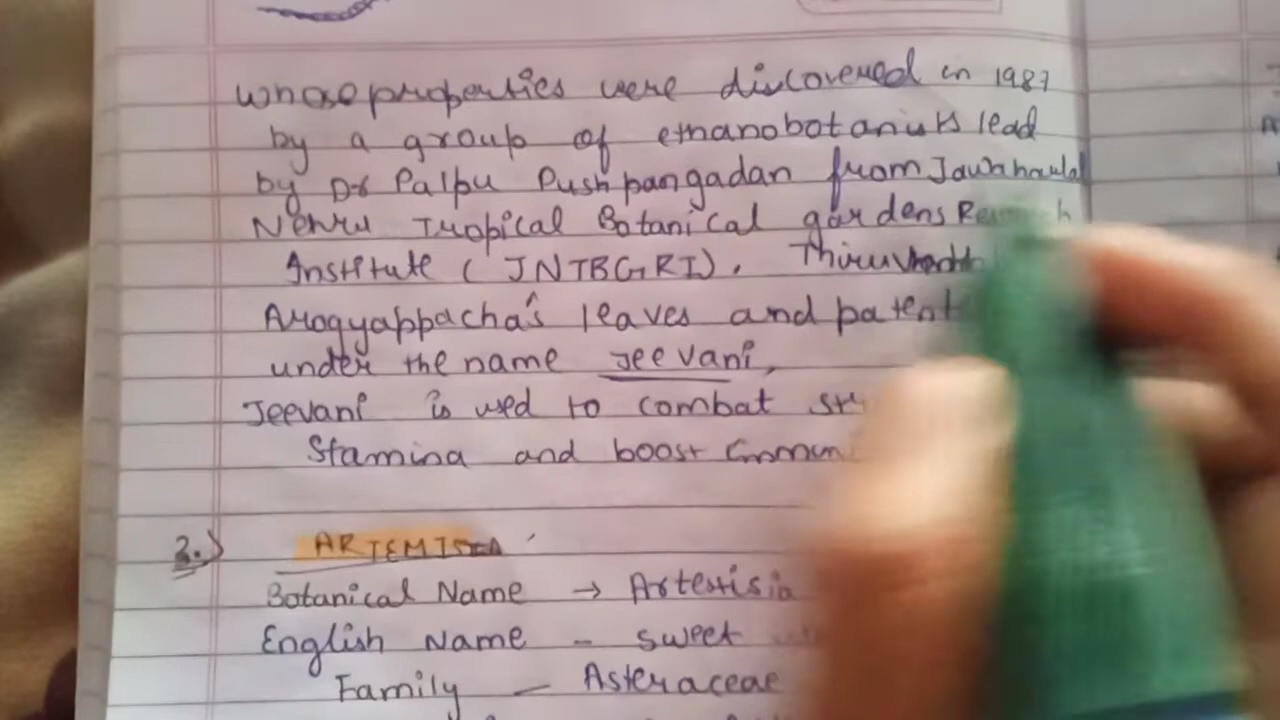 whose properties were discovered in 1987
by a group of ethanobotanists lead
by Dr Palpu Pushpangadan from Jawaharlal
Nehru Tropical Botanical gardens Research
Institute (JNTBGRI),
Arogyappacha's leaves and patent
under the name Jeevani,
Jeevani is used to combat
Stamina and boost
2.) ARTEMISIA
Botanical Name →
English Name - sweet
Family - Asteraceae